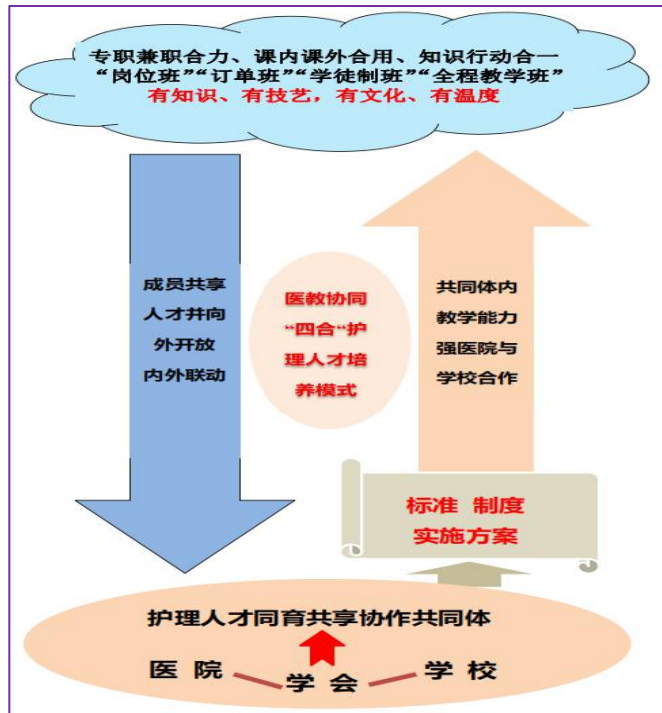 专职兼职合力、课内课外合用、知识行动合一
“岗位班”“订单班”“学徒制班”“全程教学班”
有知识、有技艺，有文化、有温度
成员共享
人才并向
外开放
内外联动
医教协同
“四合“护
理人才培
养模式
共同体内
教学能力
强医院与
学校合作
标准 制度
实施方案
护理人才同育共享协作共同体
医 院 学 会 学 校